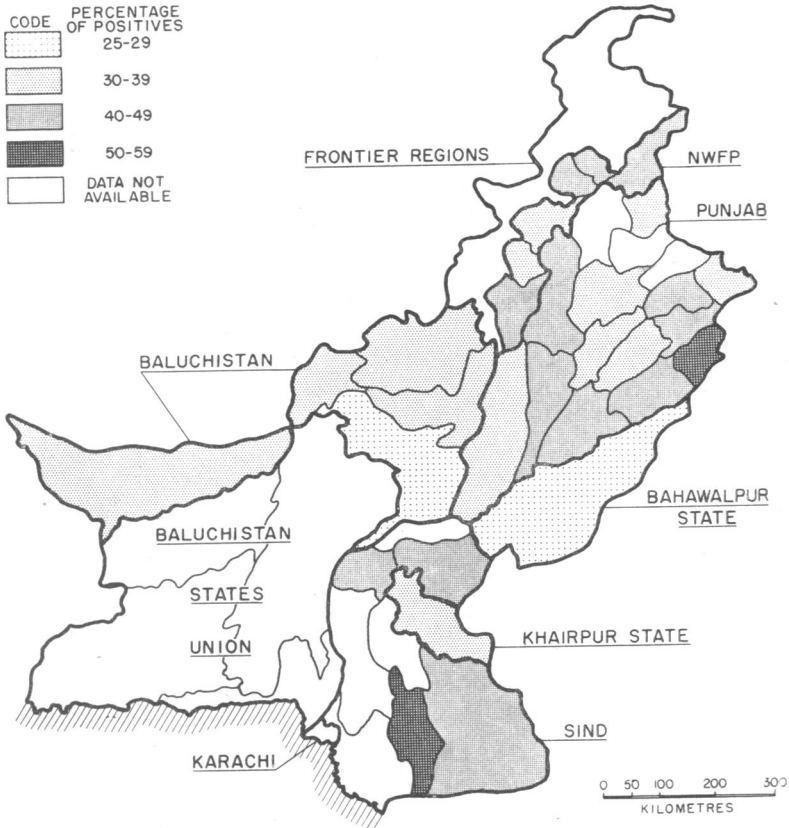 CODE
PERCENTAGE
OF POSITIVES
25-29
30-39
40-49
50-59
DATA NOT
AVAILABLE
FRONTIER REGIONS
NWFP
PUNJAB
BALUCHISTAN
BAHAWALPUR
STATE
BALUCHISTAN
STATES
UNION
KHAIRPUR STATE
SIND
KARACHI
0 50 100 200 300
KILOMETRES